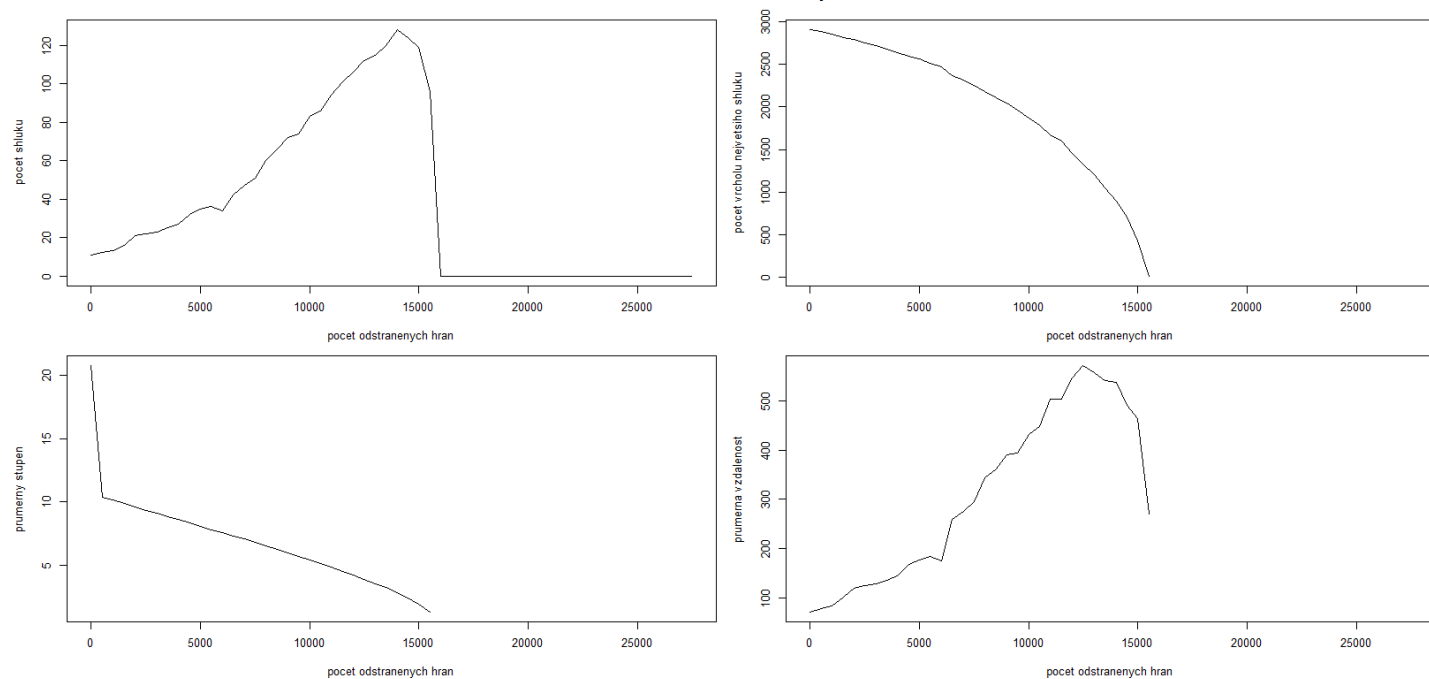 pocet shluku
0 20 40 60 80 100 120
0 5000 10000 15000 20000 25000
pocet odstranenych hran
pocet vrcholu nejvetsiho shluku
0 500 1000 1500 2000 2500 3000
0 5000 10000 15000 20000 25000
pocet odstranenych hran
prumerny stupen
5 10 15 20
0 5000 10000 15000 20000 25000
pocet odstranenych hran
prumerna vzdalenost
100 200 300 400 500
0 5000 10000 15000 20000 25000
pocet odstranenych hran